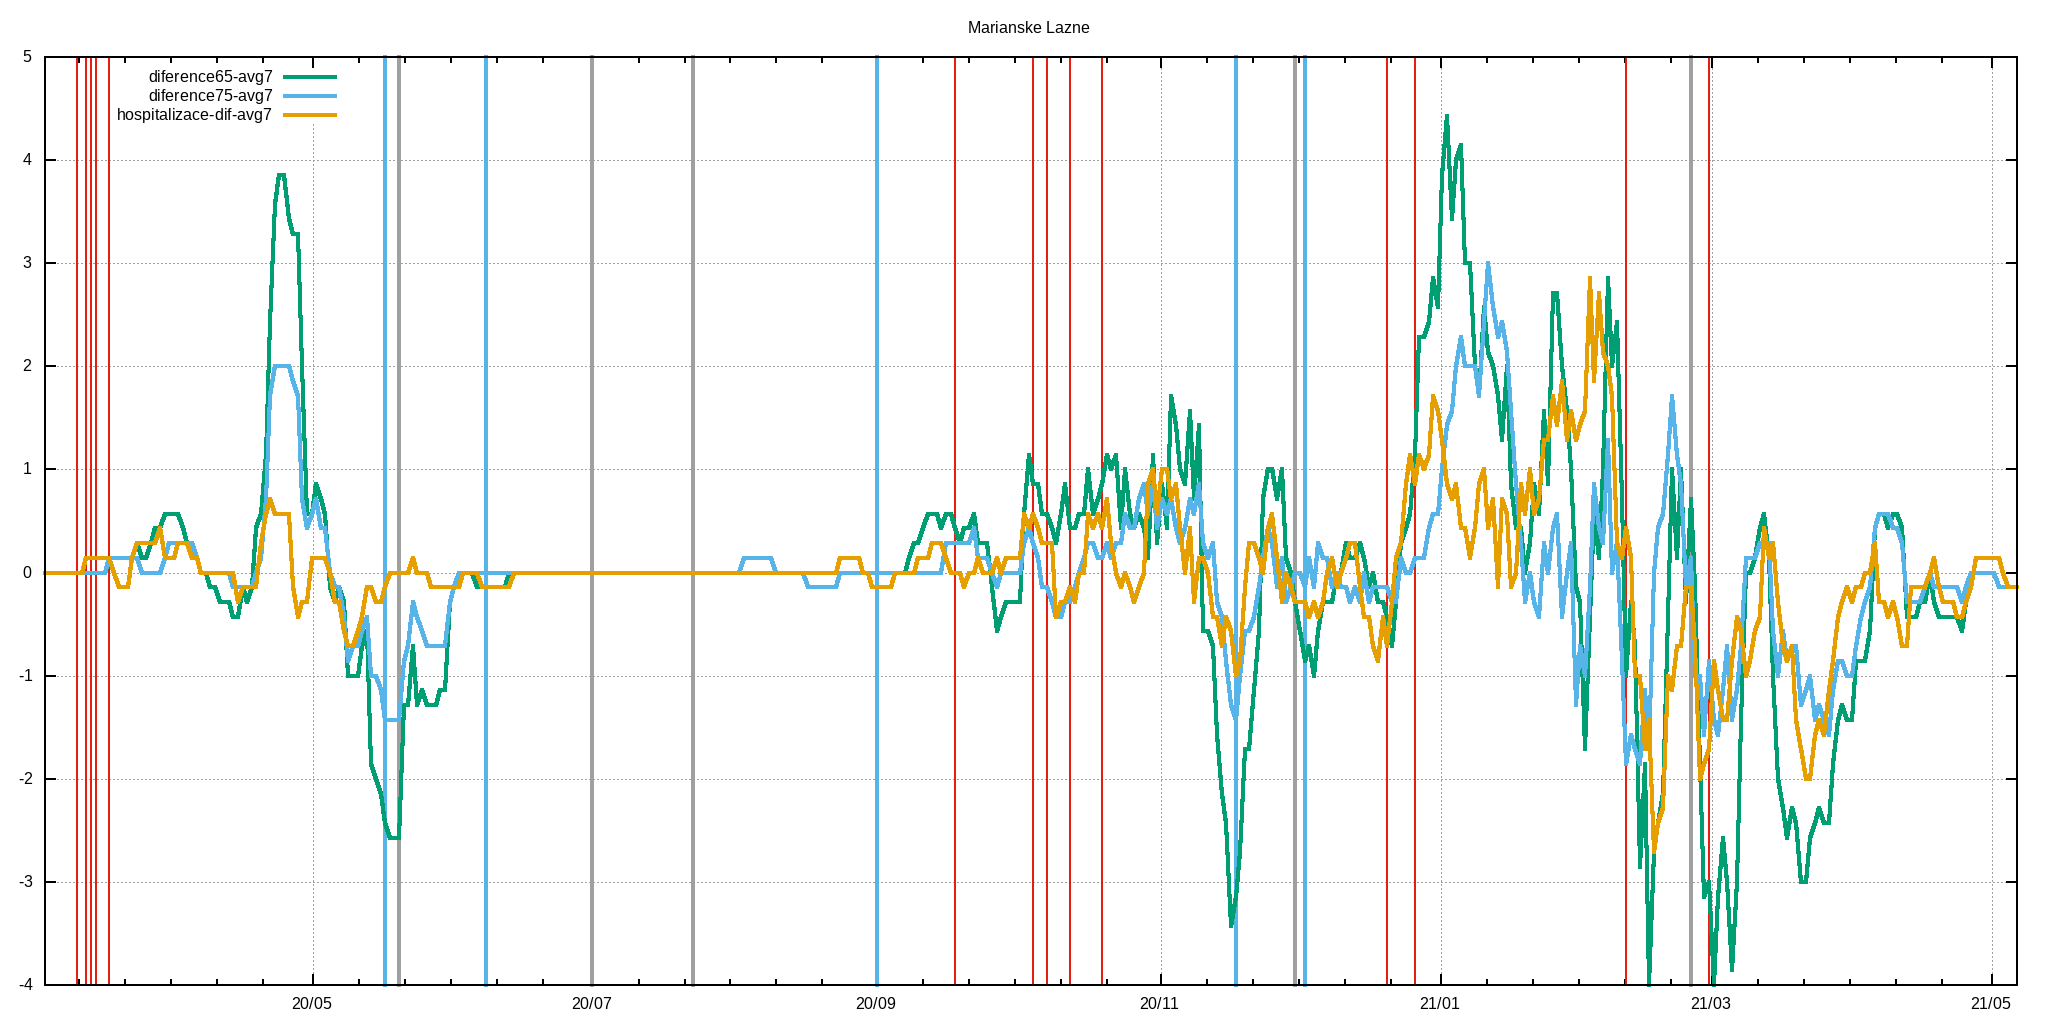 Marianske Lazne
5
diference65-avg7
diference75-avg7
hospitalizace-dif-avg7
4
3
2
1
0
-1
-2
-3
-4
20/05 20/07 20/09 20/11 21/01 21/03 21/05